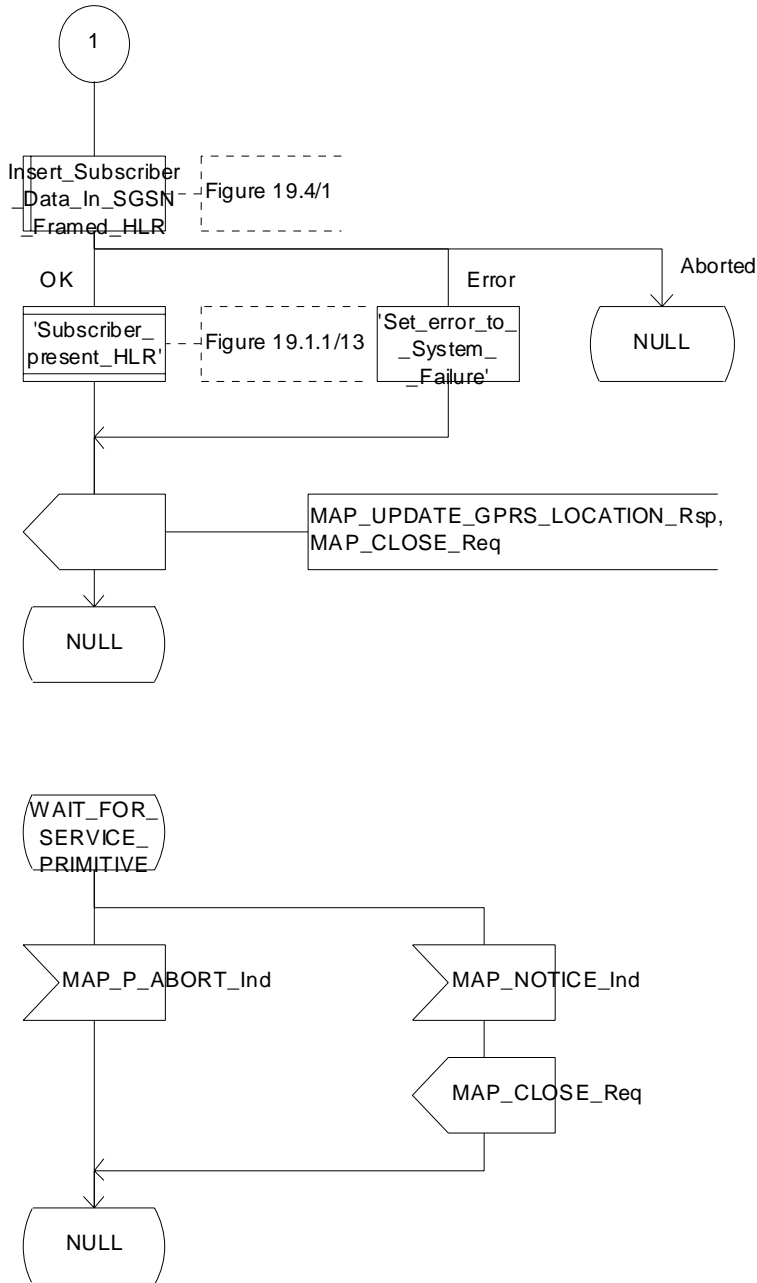 1
Insert_Subscriber
_Data_In_SGSN
_Framed_HLR
Figure 19.4/1
OK
Error
Aborted
'Subscriber_
present_HLR'
Figure 19.1.1/13
'Set_error_to_
_System_
_Failure'
NULL
MAP_UPDATE_GPRS_LOCATION_Rsp,
MAP_CLOSE_Req
NULL
WAIT_FOR_
SERVICE_
PRIMITIVE
MAP_P_ABORT_Ind
MAP_NOTICE_Ind
MAP_CLOSE_Req
NULL